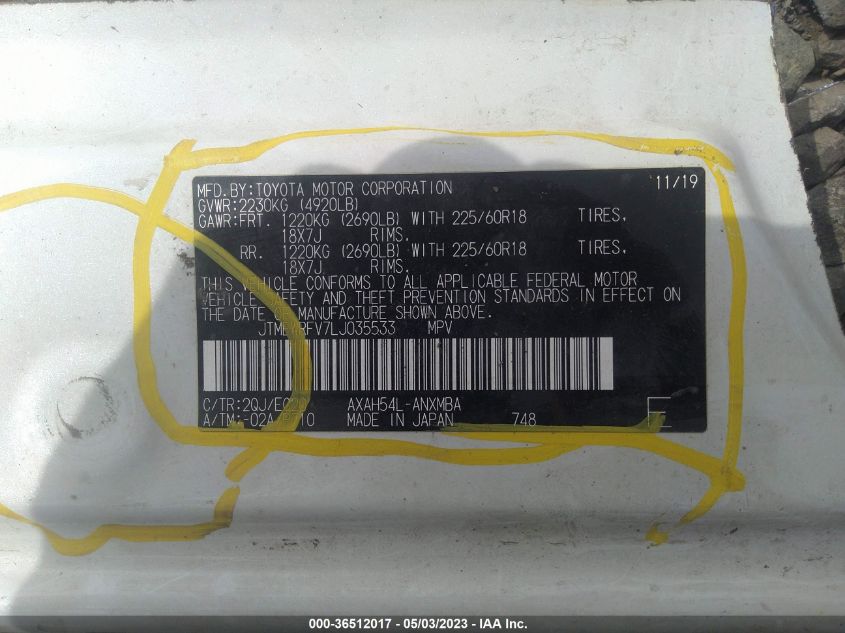 MFD. BY: TOYOTA MOTOR CORPORATION 11/19
GVWR: 2230KG (4920LB)
GAWR: FRT. 1220KG (2690LB) WITH 225/60R18 TIRES,
18X7J RIMS.
RR. 1220KG (2690LB) WITH 225/60R18 TIRES,
18X7J RIMS.
THIS VEHICLE CONFORMS TO ALL APPLICABLE FEDERAL MOTOR
VEHICLE SAFETY AND THEFT PREVENTION STANDARDS IN EFFECT ON
THE DATE OF MANUFACTURE SHOWN ABOVE.
MPV
C/TR: AXAH54L-ANXMBA
A/TM: MADE IN JAPAN 748
000-36512017 - 05/03/2023 - IAA Inc.